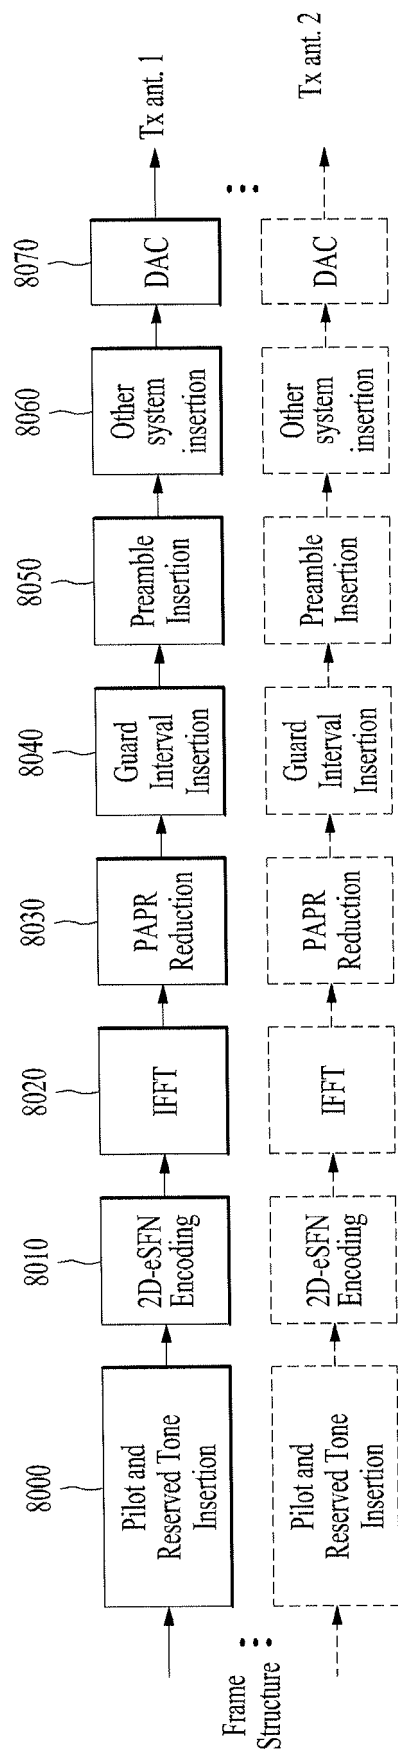 8000
8010
8020
8030
8040
8050
8060
8070
Frame
Structure
Pilot and
Reserved Tone
Insertion
2D-eSFN
Encoding
IFFT
PAPR
Reduction
Guard
Interval
Insertion
Preamble
Insertion
Other
system
insertion
DAC
Tx ant. 1
Pilot and
Reserved Tone
Insertion
2D-eSFN
Encoding
IFFT
PAPR
Reduction
Guard
Interval
Insertion
Preamble
Insertion
Other
system
insertion
DAC
Tx ant. 2